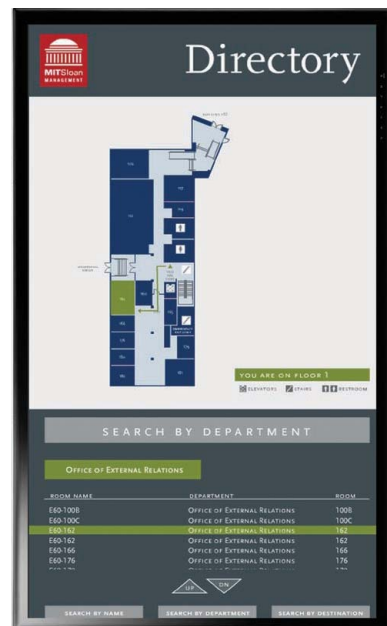 MITSloan
MANAGEMENT
Directory
YOU ARE ON FLOOR 1
ELEVATORS STAIRS RESTROOM
SEARCH BY DEPARTMENT
OFFICE OF EXTERNAL RELATIONS
ROOM NAME DEPARTMENT ROOM
E60-100B OFFICE OF EXTERNAL RELATIONS 100B
E60-100C OFFICE OF EXTERNAL RELATIONS 100C
E60-162 OFFICE OF EXTERNAL RELATIONS 162
E60-162 OFFICE OF EXTERNAL RELATIONS 162
E60-166 OFFICE OF EXTERNAL RELATIONS 166
E60-176 OFFICE OF EXTERNAL RELATIONS 176
UP DN
SEARCH BY NAME SEARCH BY DEPARTMENT SEARCH BY DESTINATION